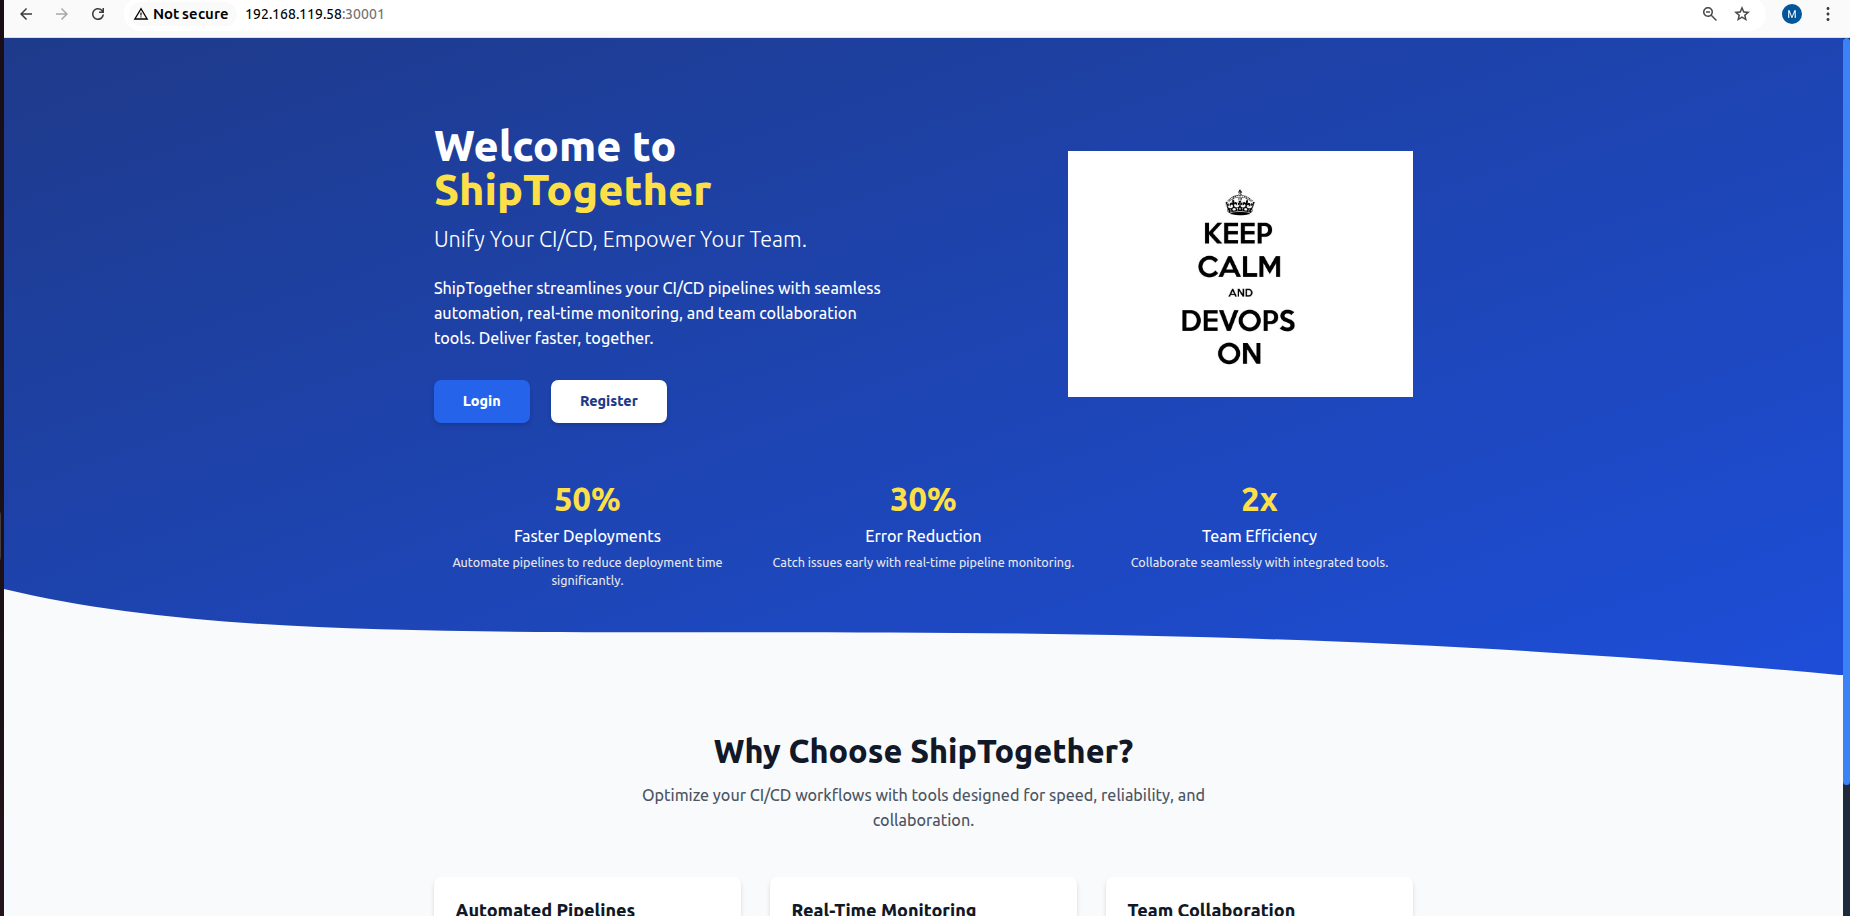 Not secure 192.168.119.58:30001
M
Welcome to
ShipTogether
Unify Your CI/CD, Empower Your Team.
ShipTogether streamlines your CI/CD pipelines with seamless
automation, real-time monitoring, and team collaboration
tools. Deliver faster, together.
Login
Register
KEEP
CALM
AND
DEVOPS
ON
50%
Faster Deployments
Automate pipelines to reduce deployment time
significantly.
30%
Error Reduction
Catch issues early with real-time pipeline monitoring.
2x
Team Efficiency
Collaborate seamlessly with integrated tools.
Why Choose ShipTogether?
Optimize your CI/CD workflows with tools designed for speed, reliability, and
collaboration.
Automated Pipelines
Real-Time Monitoring
Team Collaboration